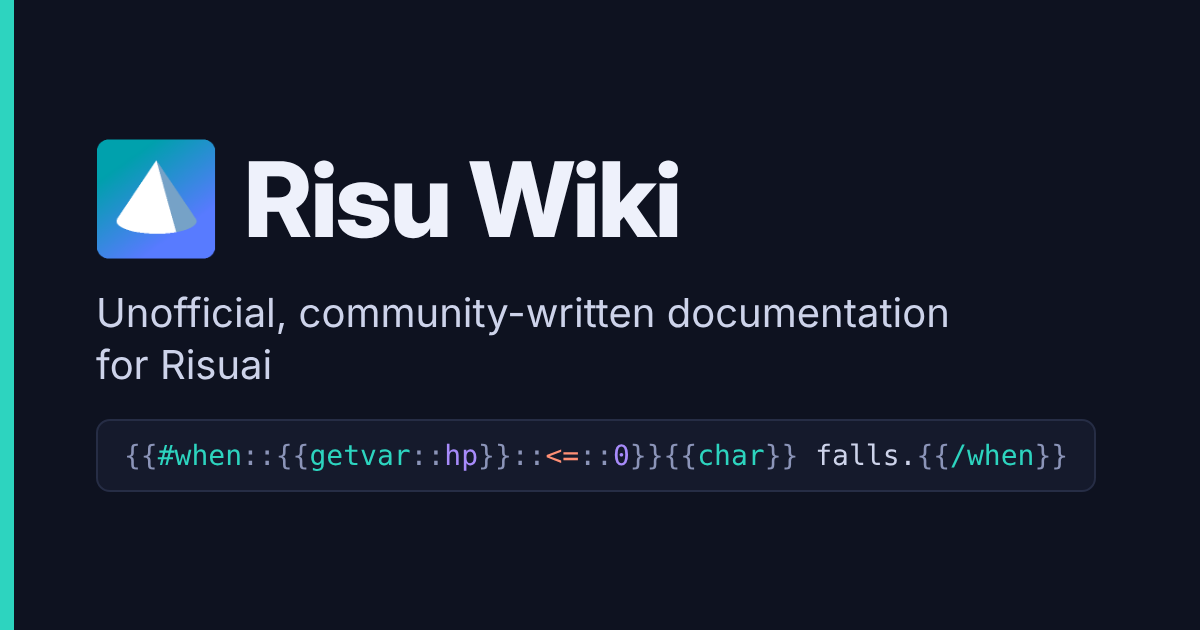 Risu Wiki
Unofficial, community-written documentation
for Risuai
{{#when::{{getvar::hp}}::<=::0}}{{char}} falls.{{/when}}